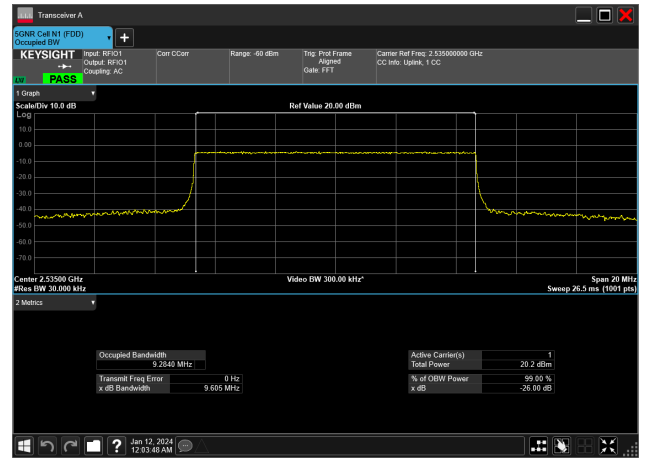 Transceiver A
5GNR Cell N1 (FDD)
Occupied BW
KEYSIGHT
LXI
PASS
Input: RFIO1
Output: RFIO1
Coupling: AC
Corr CCorr
Range: -60 dBm
Trig: Prot Frame
Aligned
Gate: FFT
Carrier Ref Freq: 2.535000000 GHz
CC Info: Uplink, 1 CC
1 Graph
Scale/Div 10.0 dB
Ref Value 20.00 dBm
Log
10.0
0.00
-10.0
-20.0
-30.0
-40.0
-50.0
-60.0
-70.0
Center 2.53500 GHz
Video BW 300.00 kHz*
Span 20 MHz
#Res BW 30.000 kHz
Sweep 26.5 ms (1001 pts)
2 Metrics
Occupied Bandwidth
9.2840 MHz
Active Carrier(s) 1
Total Power 20.2 dBm
Transmit Freq Error 0 Hz
x dB Bandwidth 9.605 MHz
% of OBW Power 99.00 %
x dB -26.00 dB
?
Jan 12, 2024
12:03:48 AM